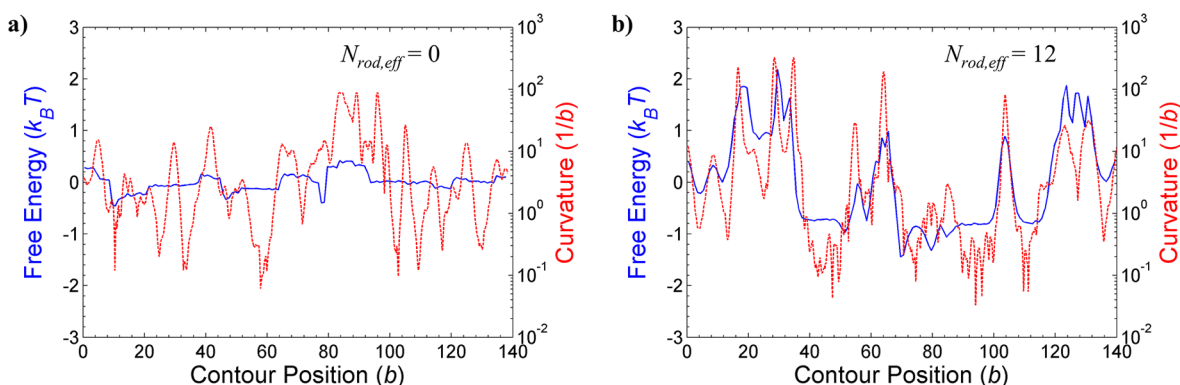 a)
N_rod,eff = 0
3
2
1
0
-1
-2
-3
Free Energy (k_B T)
10^3
10^2
10^1
10^0
10^-1
10^-2
Curvature (1/b)
0 20 40 60 80 100 120 140
Contour Position (b)
b)
N_rod,eff = 12
3
2
1
0
-1
-2
-3
Free Energy (k_B T)
10^3
10^2
10^1
10^0
10^-1
10^-2
Curvature (1/b)
0 20 40 60 80 100 120 140
Contour Position (b)